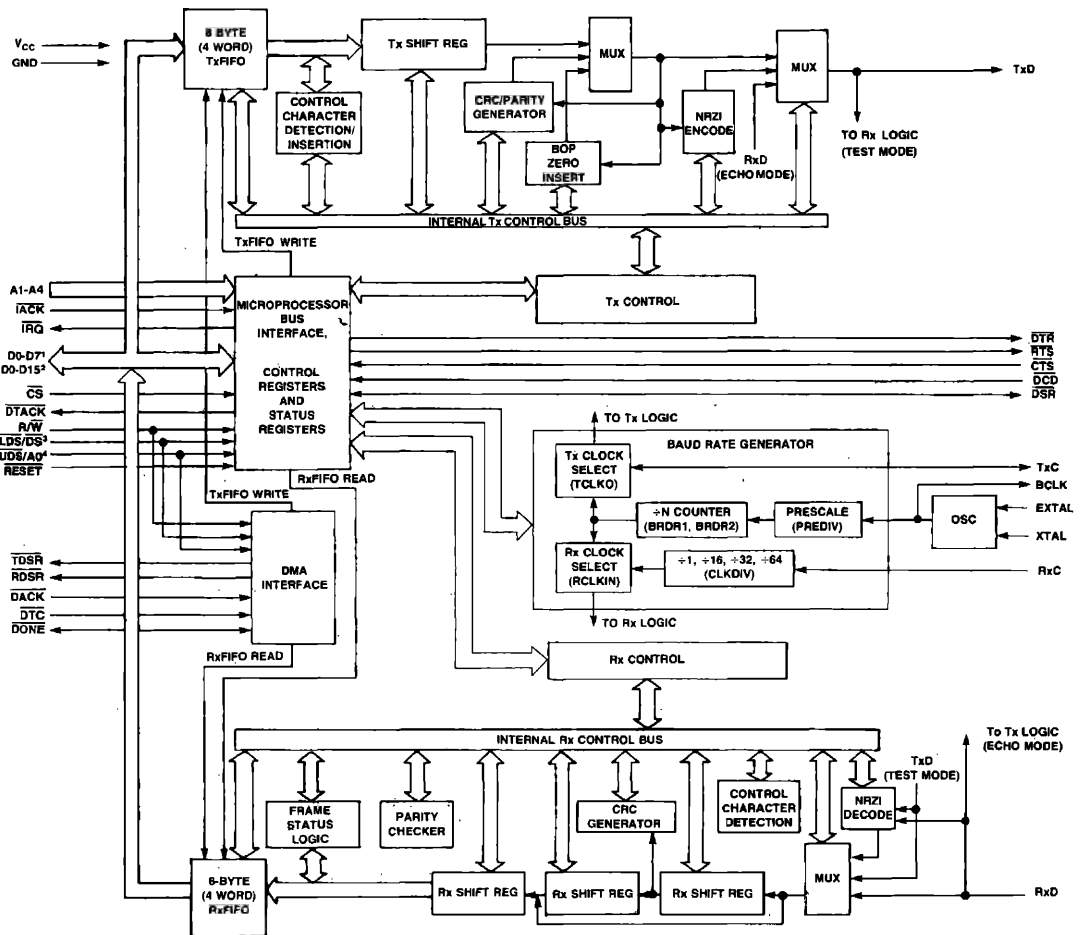 VCC
GND
8 BYTE
(4 WORD)
TxFIFO
Tx SHIFT REG
MUX
MUX
TxD
CONTROL
CHARACTER
DETECTION/
INSERTION
CRC/PARITY
GENERATOR
BOP
ZERO
INSERT
NRZI
ENCODE
RxD
(ECHO MODE)
TO Rx LOGIC
(TEST MODE)
INTERNAL Tx CONTROL BUS
TxFIFO WRITE
A1-A4
IACK
IRQ
D0-D7¹
D0-D15²
CS
DTACK
R/W
LDS/DS³
UDS/A0⁴
RESET
MICROPROCESSOR
BUS
INTERFACE,
CONTROL
REGISTERS
AND
STATUS
REGISTERS
Tx CONTROL
DTR
RTS
CTS
DCD
DSR
TO Tx LOGIC
BAUD RATE GENERATOR
Tx CLOCK
SELECT
(TCLKO)
÷N COUNTER
(BRDR1, BRDR2)
PRESCALE
(PREDIV)
OSC
TxC
BCLK
EXTAL
XTAL
Rx CLOCK
SELECT
(RCLKIN)
÷1, ÷16, ÷32, ÷64
(CLKDIV)
RxC
TO Rx LOGIC
RxFIFO READ
TxFIFO WRITE
TDSR
RDSR
DACK
DTC
DONE
DMA
INTERFACE
RxFIFO READ
Rx CONTROL
INTERNAL Rx CONTROL BUS
To Tx LOGIC
(ECHO MODE)
TxD
(TEST MODE)
FRAME
STATUS
LOGIC
PARITY
CHECKER
CRC
GENERATOR
CONTROL
CHARACTER
DETECTION
NRZI
DECODE
8-BYTE
(4 WORD)
RxFIFO
Rx SHIFT REG
Rx SHIFT REG
Rx SHIFT REG
MUX
RxD